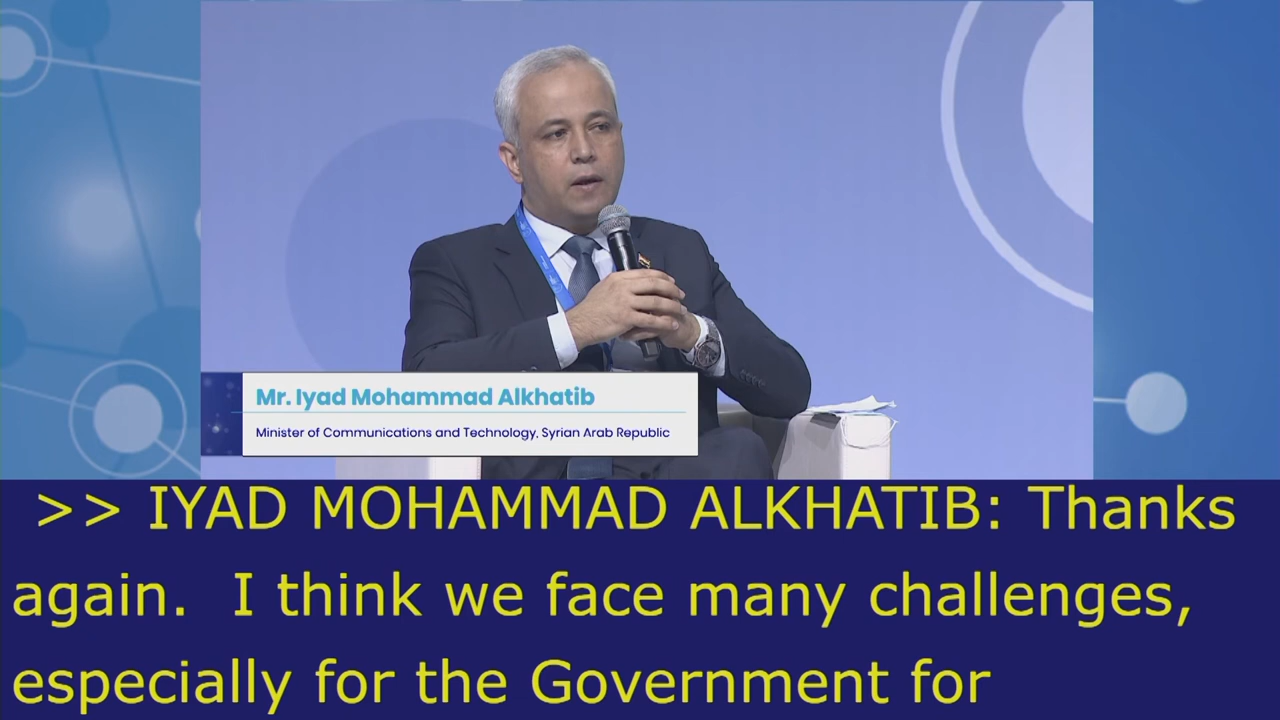 Mr. Iyad Mohammad Alkhatib
Minister of Communications and Technology, Syrian Arab Republic
>> IYAD MOHAMMAD ALKHATIB: Thanks
again.  I think we face many challenges,
especially for the Government for